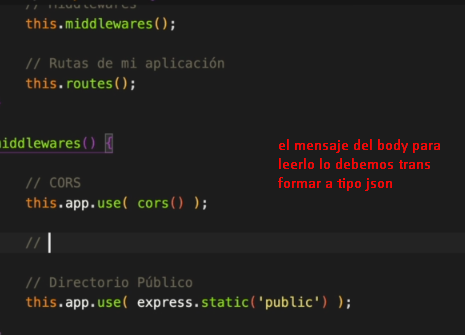 // Middlewares
this.middlewares();
// Rutas de mi aplicación
this.routes();
middlewares() {
el mensaje del body para
leerlo lo debemos trans
formar a tipo json
// CORS
this.app.use( cors() );
//
// Directorio Público
this.app.use( express.static('public') );